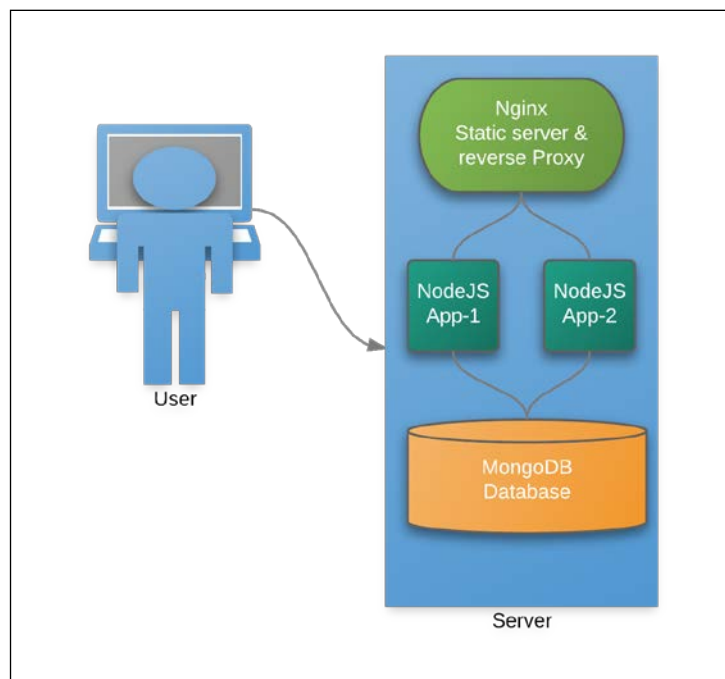 Nginx
Static server &
reverse Proxy
NodeJS
App-1
NodeJS
App-2
User
MongoDB
Database
Server